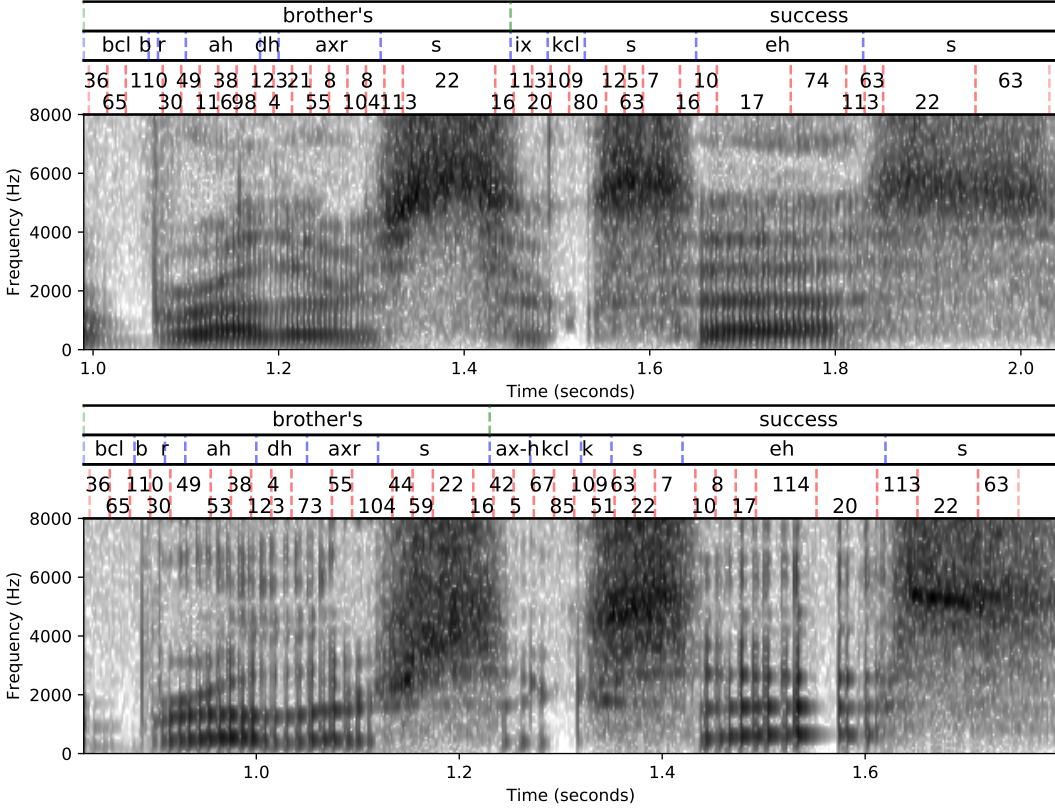 brother's success
bcl b r ah dh axr s ix kcl s eh s
36 110 49 38 123 21 8 8 22 113 109 125 7 10 74 63 63
65 30 116 98 4 55 104 113 16 20 80 63 16 17 113 22
8000
6000
4000
2000
0
Frequency (Hz)
1.0 1.2 1.4 1.6 1.8 2.0
Time (seconds)
brother's success
bcl b r ah dh axr s ax-h kcl k s eh s
36 110 49 38 4 55 44 22 42 67 109 63 7 8 114 113 63
65 30 53 123 73 104 59 16 5 85 51 22 10 17 20 22
8000
6000
4000
2000
0
Frequency (Hz)
1.0 1.2 1.4 1.6
Time (seconds)